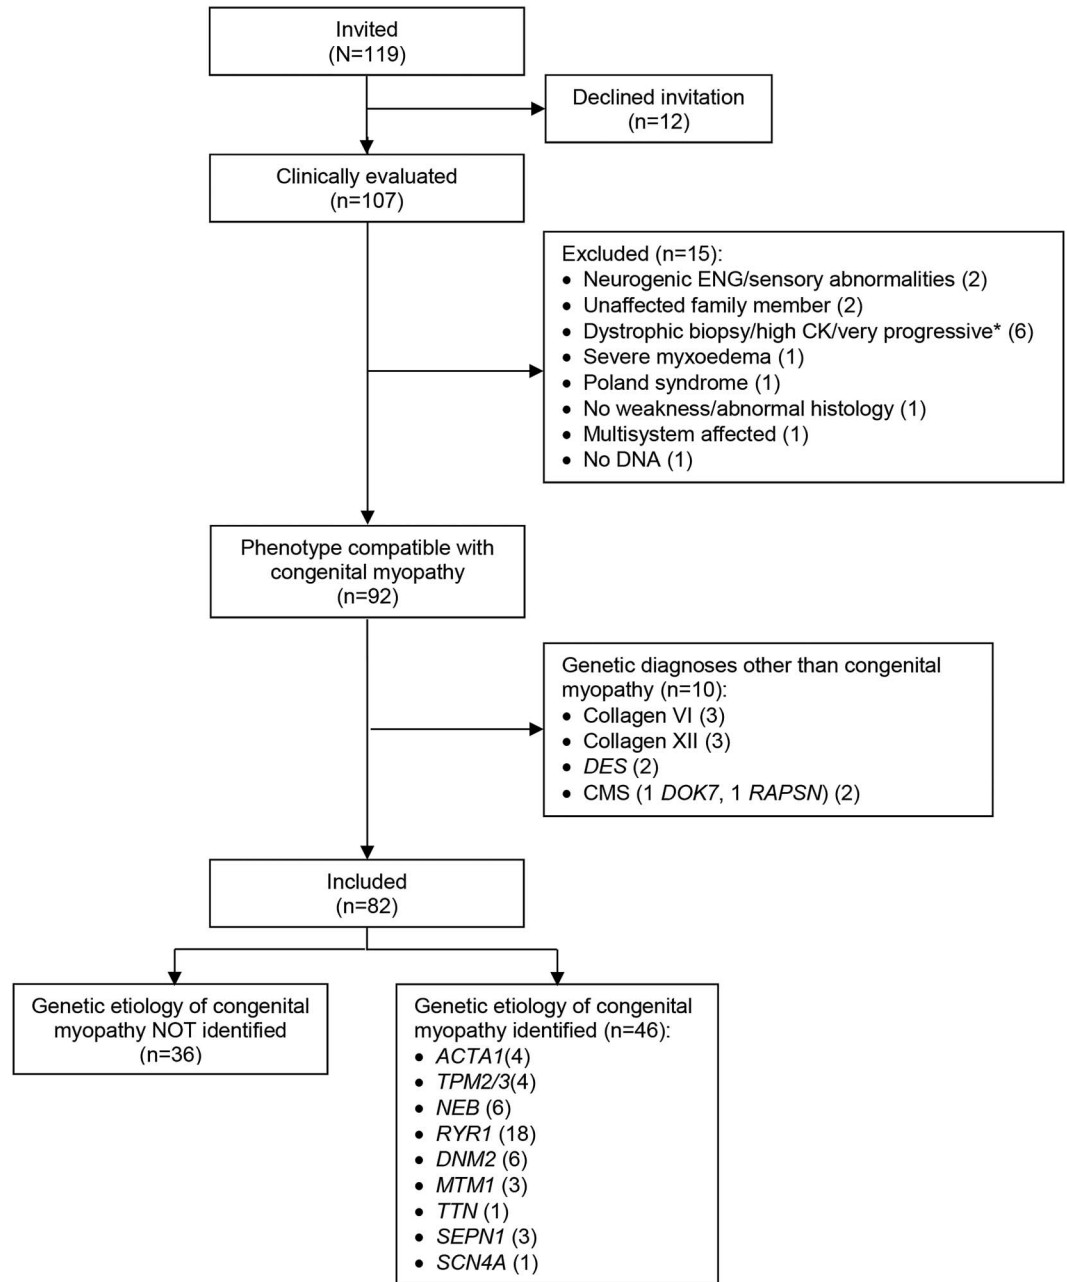 Invited
(N=119)
Declined invitation
(n=12)
Clinically evaluated
(n=107)
Excluded (n=15):
• Neurogenic ENG/sensory abnormalities (2)
• Unaffected family member (2)
• Dystrophic biopsy/high CK/very progressive* (6)
• Severe myxoedema (1)
• Poland syndrome (1)
• No weakness/abnormal histology (1)
• Multisystem affected (1)
• No DNA (1)
Phenotype compatible with
congenital myopathy
(n=92)
Genetic diagnoses other than congenital
myopathy (n=10):
• Collagen VI (3)
• Collagen XII (3)
• DES (2)
• CMS (1 DOK7, 1 RAPSN) (2)
Included
(n=82)
Genetic etiology of congenital
myopathy NOT identified
(n=36)
Genetic etiology of congenital
myopathy identified (n=46):
• ACTA1(4)
• TPM2/3(4)
• NEB (6)
• RYR1 (18)
• DNM2 (6)
• MTM1 (3)
• TTN (1)
• SEPN1 (3)
• SCN4A (1)